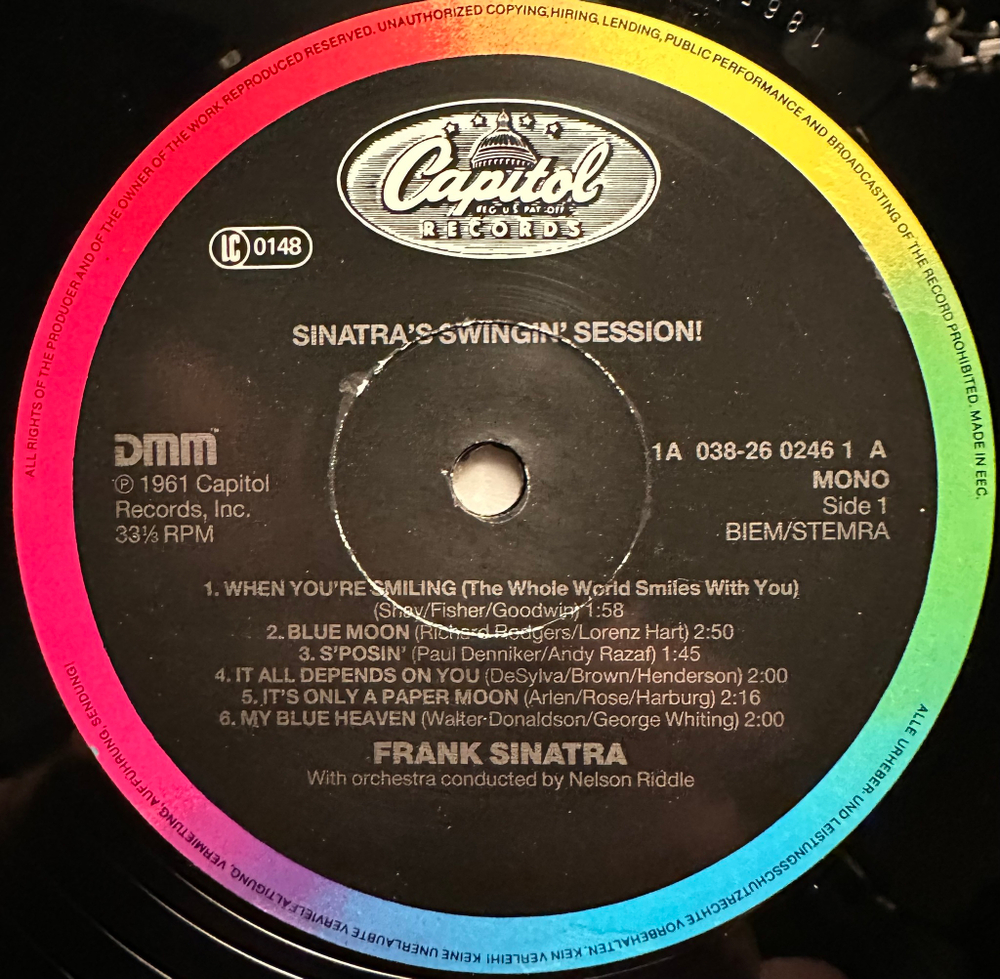 ALL RIGHTS OF THE PRODUCER AND OF THE OWNER OF THE WORK REPRODUCED RESERVED. UNAUTHORIZED COPYING, HIRING, LENDING, PUBLIC PERFORMANCE AND BROADCASTING OF THE RECORD PROHIBITED. MADE IN EEC.
Capitol
REG U S PAT OFF
RECORDS
LC 0148
SINATRA'S SWINGIN' SESSION!
DMM™
℗ 1961 Capitol
Records, Inc.
33⅓ RPM
1A 038-26 0246 1 A
MONO
Side 1
BIEM/STEMRA
1. WHEN YOU'RE SMILING (The Whole World Smiles With You)
(Shay/Fisher/Goodwin) 1:58
2. BLUE MOON (Richard Rodgers/Lorenz Hart) 2:50
3. S'POSIN' (Paul Denniker/Andy Razaf) 1:45
4. IT ALL DEPENDS ON YOU (DeSylva/Brown/Henderson) 2:00
5. IT'S ONLY A PAPER MOON (Arlen/Rose/Harburg) 2:16
6. MY BLUE HEAVEN (Walter Donaldson/George Whiting) 2:00
FRANK SINATRA
With orchestra conducted by Nelson Riddle
ALLE URHEBER- UND LEISTUNGSSCHUTZRECHTE VORBEHALTEN. KEIN VERLEIH! KEINE UNERLAUBTE VERVIELFÄLTIGUNG, VERMIETUNG, AUFFÜHRUNG, SENDUNG!